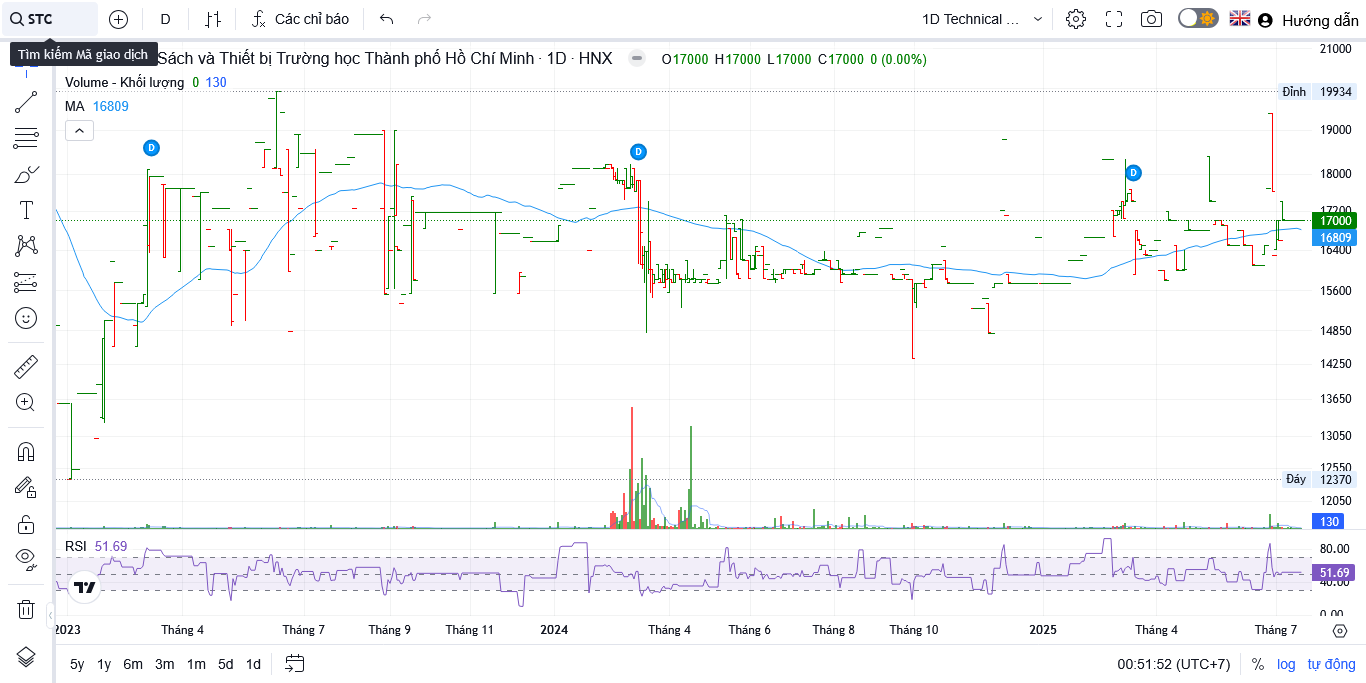 STC
D
Các chỉ báo
1D Technical ...
Hướng dẫn
Tìm kiếm Mã giao dịch
Sách và Thiết bị Trường học Thành phố Hồ Chí Minh · 1D · HNX
O17000 H17000 L17000 C17000 0 (0.00%)
Volume - Khối lượng 0 130
MA 16809
D
D
D
21000
Đỉnh 19934
19000
18000
17200
17000
16809
16400
15600
14850
14250
13650
13050
12550
Đáy 12370
12050
130
RSI 51.69
80.00
51.69
40.00
0.00
2023 Tháng 4 Tháng 7 Tháng 9 Tháng 11 2024 Tháng 4 Tháng 6 Tháng 8 Tháng 10 2025 Tháng 4 Tháng 7
5y 1y 6m 3m 1m 5d 1d
00:51:52 (UTC+7) % log tự động